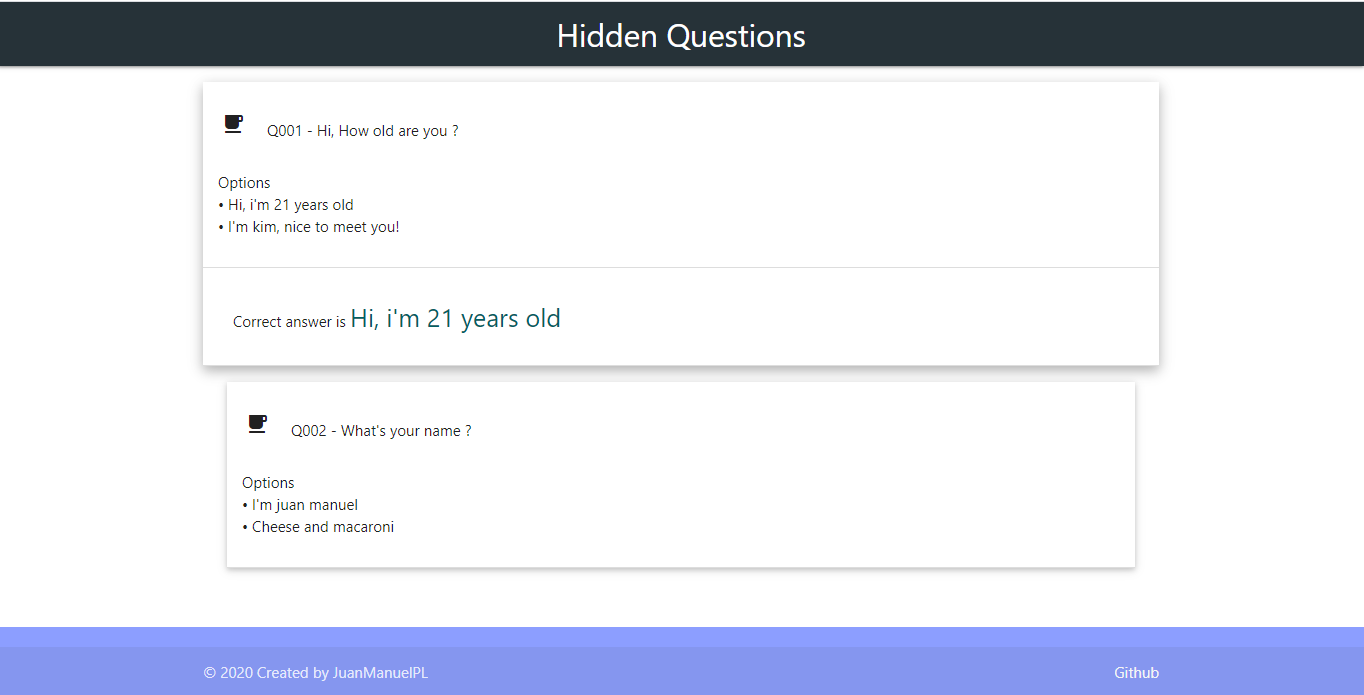 Hidden Questions
Q001 - Hi, How old are you ?
Options
• Hi, i'm 21 years old
• I'm kim, nice to meet you!
Correct answer is Hi, i'm 21 years old
Q002 - What's your name ?
Options
• I'm juan manuel
• Cheese and macaroni
© 2020 Created by JuanManuelPL
Github